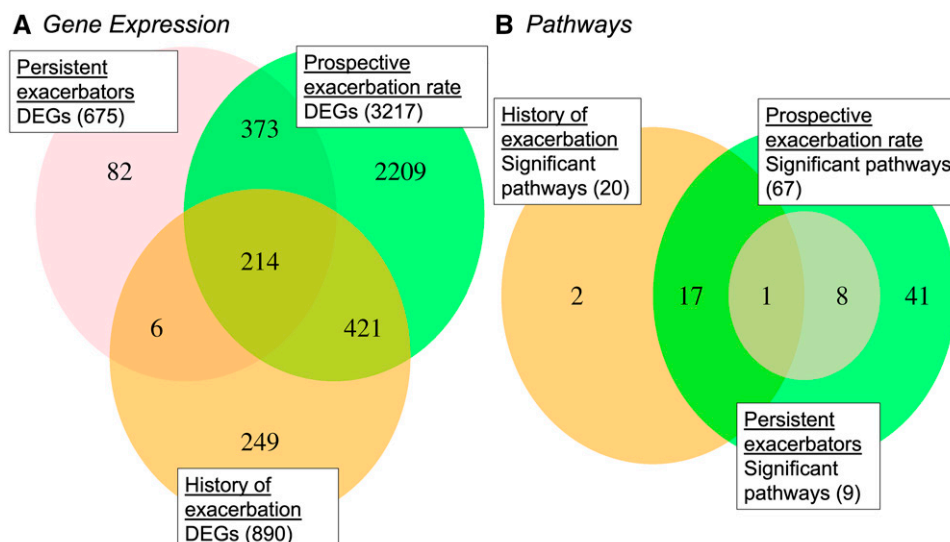 A Gene Expression
Persistent
exacerbators
DEGs (675)
Prospective
exacerbation rate
DEGs (3217)
373
82
2209
214
6
421
249
History of
exacerbation
DEGs (890)
B Pathways
History of
exacerbation
Significant
pathways (20)
Prospective
exacerbation rate
Significant pathways
(67)
2
17
1
8
41
Persistent
exacerbators
Significant
pathways (9)